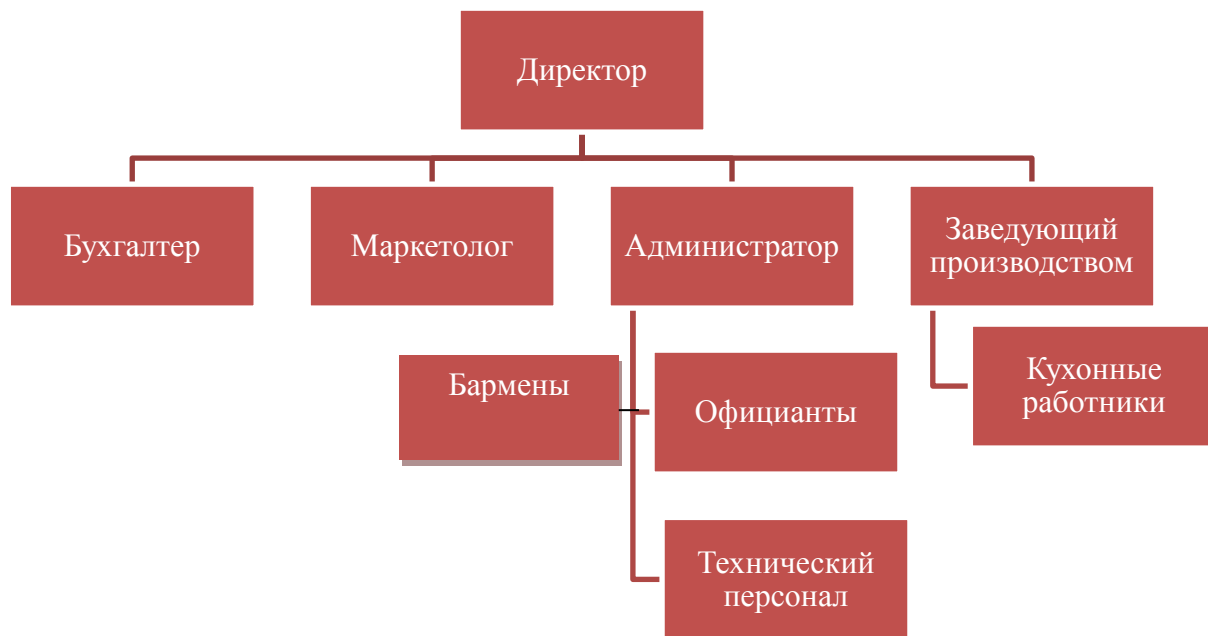 Директор
Бухгалтер
Маркетолог
Администратор
Заведующий
производством
Бармены
Официанты
Кухонные
работники
Технический
персонал